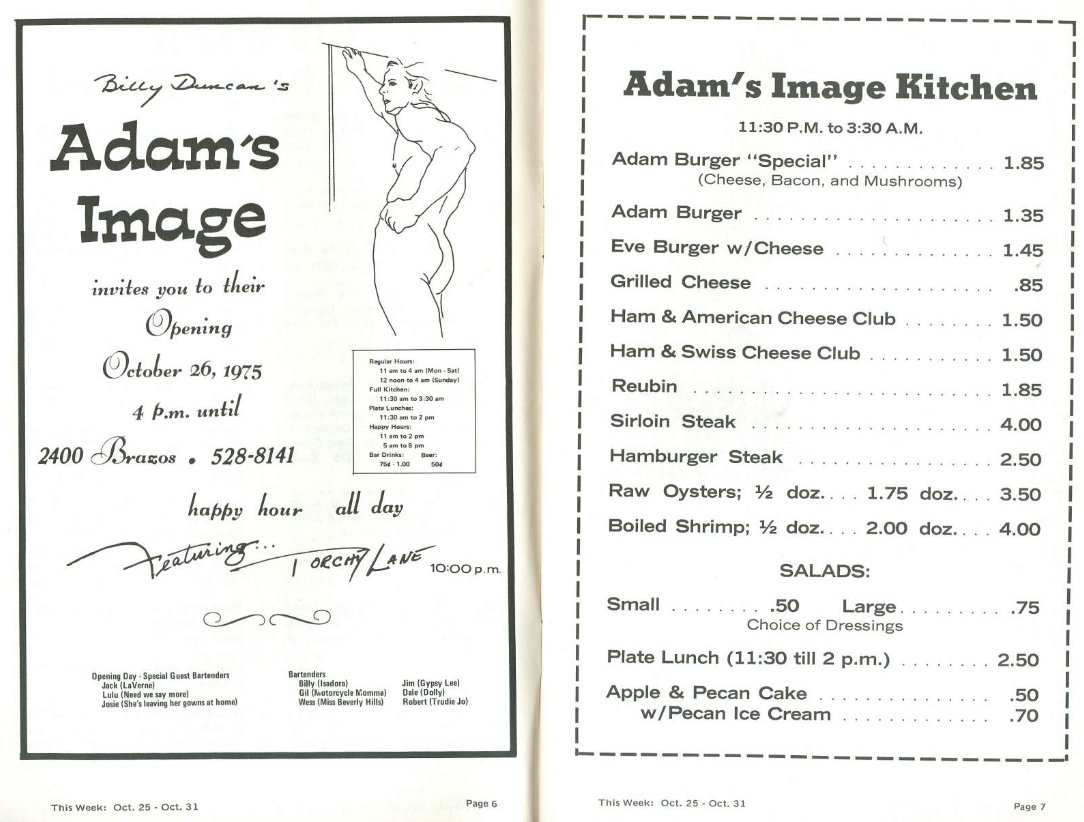 Billy Duncan's
Adam's
Image
invites you to their
Opening
October 26, 1975
4 p.m. until
2400 Brazos . 528-8141
happy hour all day
Featuring... TORCHY LANE 10:00 p.m.
Regular Hours:
11 am to 4 am (Mon - Sat)
12 noon to 4 am (Sunday)
Full Kitchen:
11:30 am to 3:30 am
Plate Lunches:
11:30 am to 2 pm
Happy Hours:
11 am to 2 pm
5 am to 8 pm
Bar Drinks: Beer:
75¢ - 1.00 50¢
Opening Day - Special Guest Bartenders
Jack (LaVerne)
Lulu (Need we say more)
Josie (She's leaving her gowns at home)
Bartenders
Billy (Isadora)
Gil (Motorcycle Momma)
Wess (Miss Beverly Hills)
Jim (Gypsy Lee)
Dale (Dolly)
Robert (Trudie Jo)
This Week: Oct. 25 - Oct. 31
Page 6
Adam's Image Kitchen
11:30 P.M. to 3:30 A.M.
Adam Burger "Special" . . . . . . . . . . . . . 1.85
(Cheese, Bacon, and Mushrooms)
Adam Burger . . . . . . . . . . . . . . . . . . . . . 1.35
Eve Burger w/Cheese . . . . . . . . . . . . . . 1.45
Grilled Cheese . . . . . . . . . . . . . . . . . . . . .85
Ham & American Cheese Club . . . . . . . . 1.50
Ham & Swiss Cheese Club . . . . . . . . . . . 1.50
Reubin . . . . . . . . . . . . . . . . . . . . . . . . . . 1.85
Sirloin Steak . . . . . . . . . . . . . . . . . . . . . 4.00
Hamburger Steak . . . . . . . . . . . . . . . . . 2.50
Raw Oysters; ½ doz. . . . 1.75 doz. . . . 3.50
Boiled Shrimp; ½ doz. . . . 2.00 doz. . . . 4.00
SALADS:
Small . . . . . . . . .50 Large . . . . . . . . . . .75
Choice of Dressings
Plate Lunch (11:30 till 2 p.m.) . . . . . . . . 2.50
Apple & Pecan Cake . . . . . . . . . . . . . . . . .50
w/Pecan Ice Cream . . . . . . . . . . . . . .70
This Week: Oct. 25 - Oct. 31
Page 7